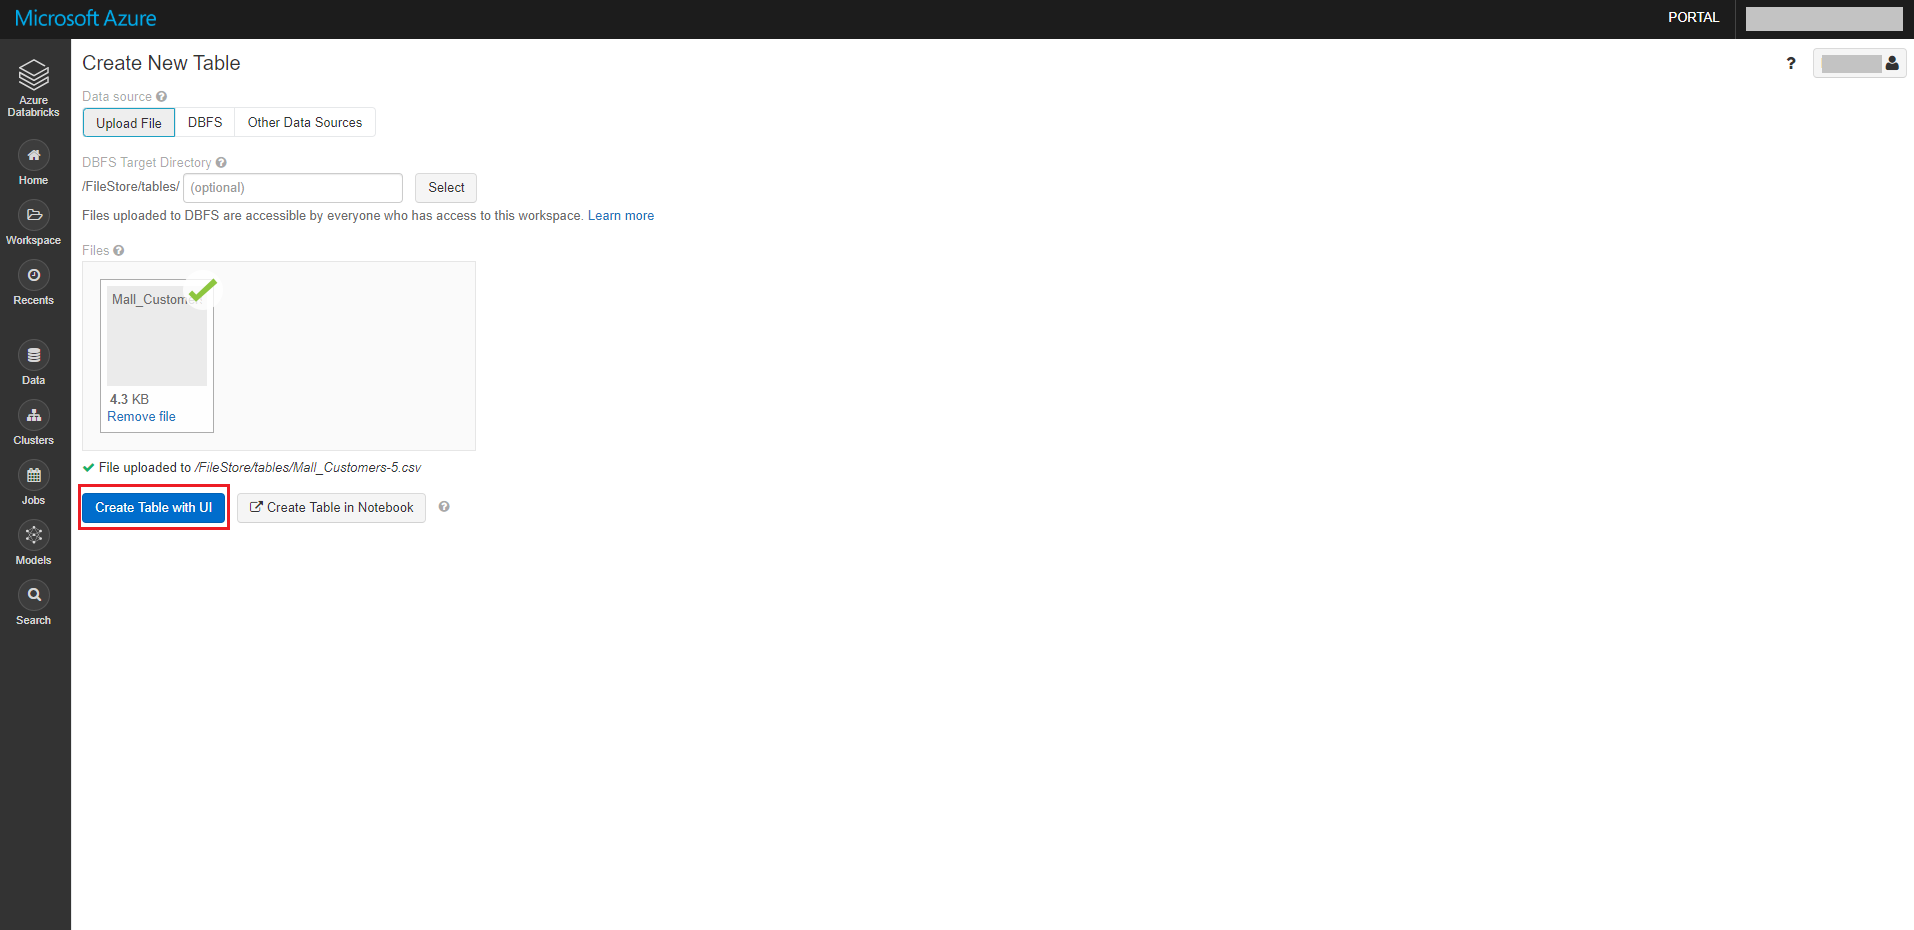 Microsoft Azure
PORTAL
Azure
Databricks
Home
Workspace
Recents
Data
Clusters
Jobs
Models
Search
Create New Table
?
Data source ?
Upload File DBFS Other Data Sources
DBFS Target Directory ?
/FileStore/tables/ (optional) Select
Files uploaded to DBFS are accessible by everyone who has access to this workspace. Learn more
Files ?
4.3 KB
Remove file
File uploaded to /FileStore/tables/Mall_Customers-5.csv
Create Table with UI Create Table in Notebook ?